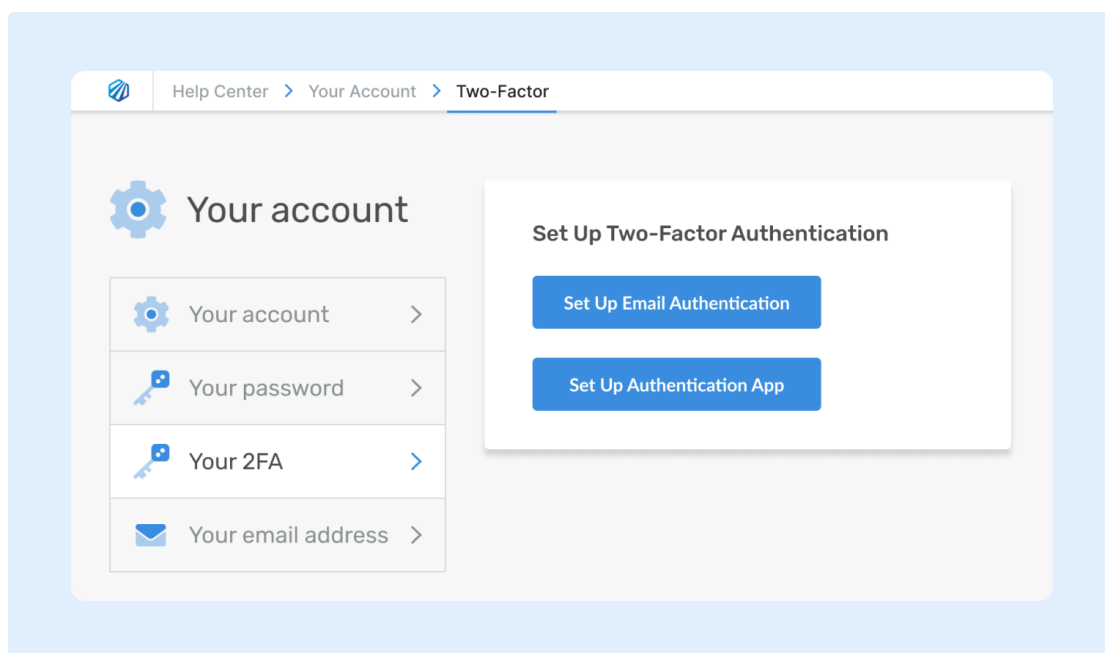 Help Center > Your Account > Two-Factor
Your account
Your account
Your password
Your 2FA
Your email address
Set Up Two-Factor Authentication
Set Up Email Authentication
Set Up Authentication App